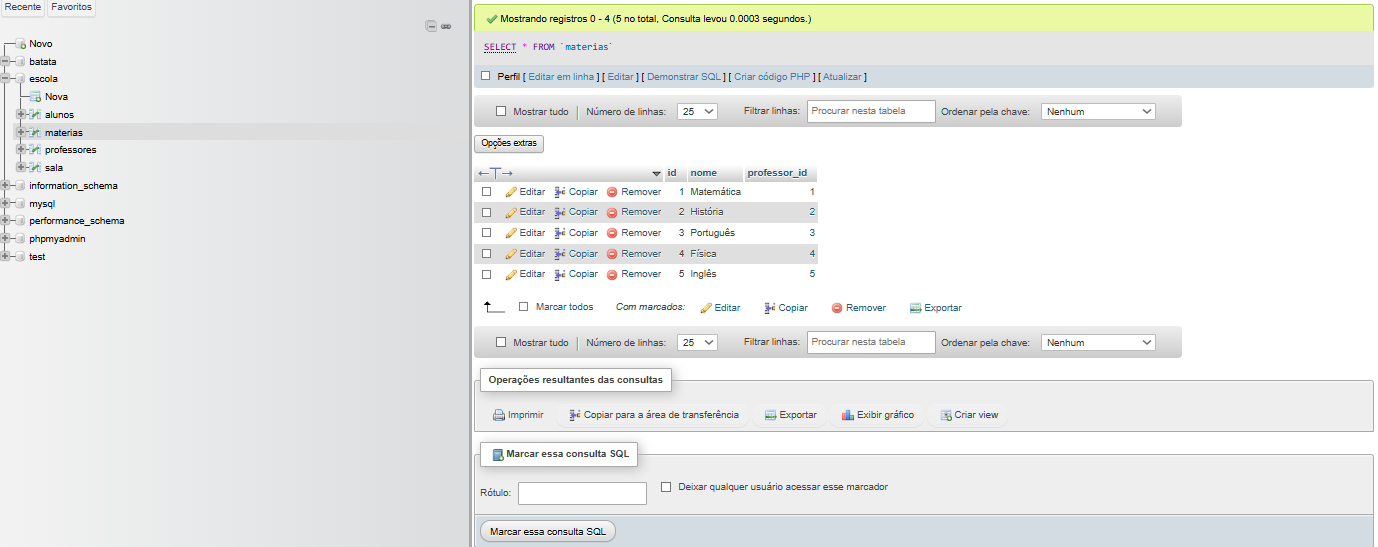 Recente Favoritos
Novo
batata
escola
Nova
alunos
materias
professores
sala
information_schema
mysql
performance_schema
phpmyadmin
test
Mostrando registros 0 - 4 (5 no total, Consulta levou 0.0003 segundos.)
SELECT * FROM `materias`
Perfil [ Editar em linha ] [ Editar ] [ Demonstrar SQL ] [ Criar código PHP ] [ Atualizar ]
Mostrar tudo Número de linhas: 25 Filtrar linhas: Procurar nesta tabela Ordenar pela chave: Nenhum
Opções extras
id nome professor_id
Editar Copiar Remover 1 Matemática 1
Editar Copiar Remover 2 História 2
Editar Copiar Remover 3 Português 3
Editar Copiar Remover 4 Física 4
Editar Copiar Remover 5 Inglês 5
Marcar todos Com marcados: Editar Copiar Remover Exportar
Mostrar tudo Número de linhas: 25 Filtrar linhas: Procurar nesta tabela Ordenar pela chave: Nenhum
Operações resultantes das consultas
Imprimir Copiar para a área de transferência Exportar Exibir gráfico Criar view
Marcar essa consulta SQL
Rótulo: Deixar qualquer usuário acessar esse marcador
Marcar essa consulta SQL